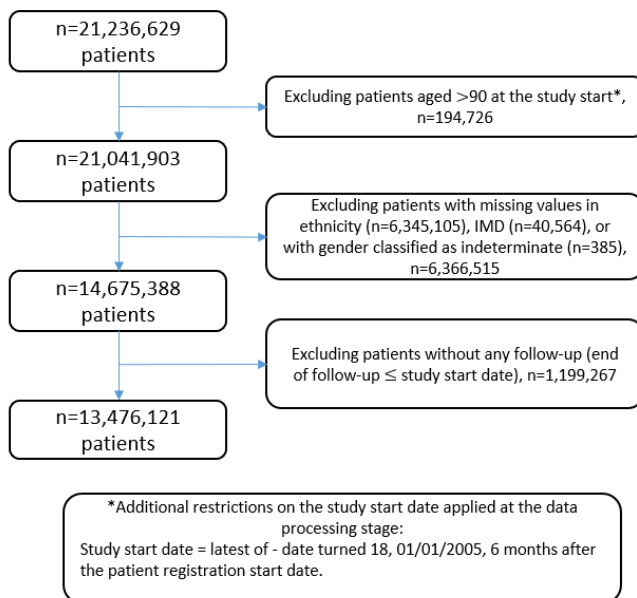 n=21,236,629
patients
Excluding patients aged >90 at the study start*,
n=194,726
n=21,041,903
patients
Excluding patients with missing values in
ethnicity (n=6,345,105), IMD (n=40,564), or
with gender classified as indeterminate (n=385),
n=6,366,515
n=14,675,388
patients
Excluding patients without any follow-up (end
of follow-up ≤ study start date), n=1,199,267
n=13,476,121
patients
*Additional restrictions on the study start date applied at the data
processing stage:
Study start date = latest of - date turned 18, 01/01/2005, 6 months after
the patient registration start date.